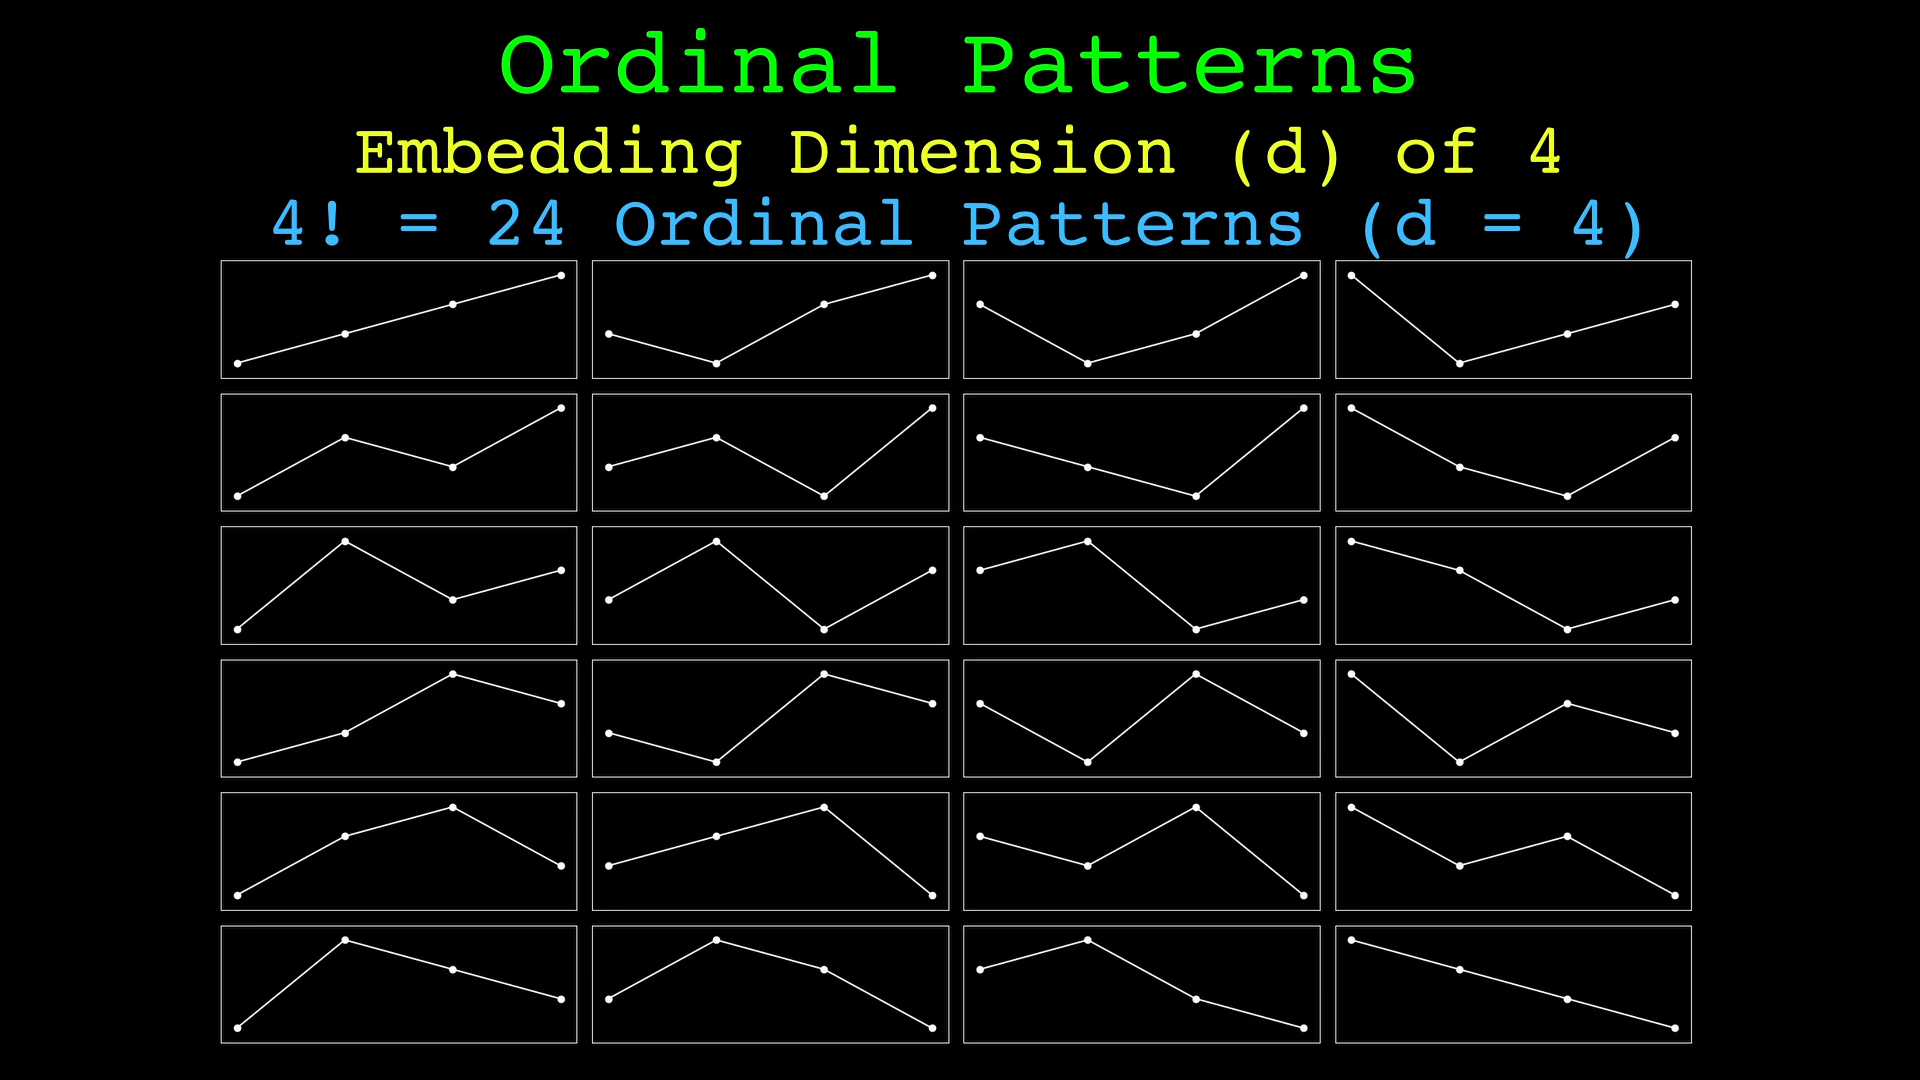 Ordinal Patterns
Embedding Dimension (d) of 4
4! = 24 Ordinal Patterns (d = 4)